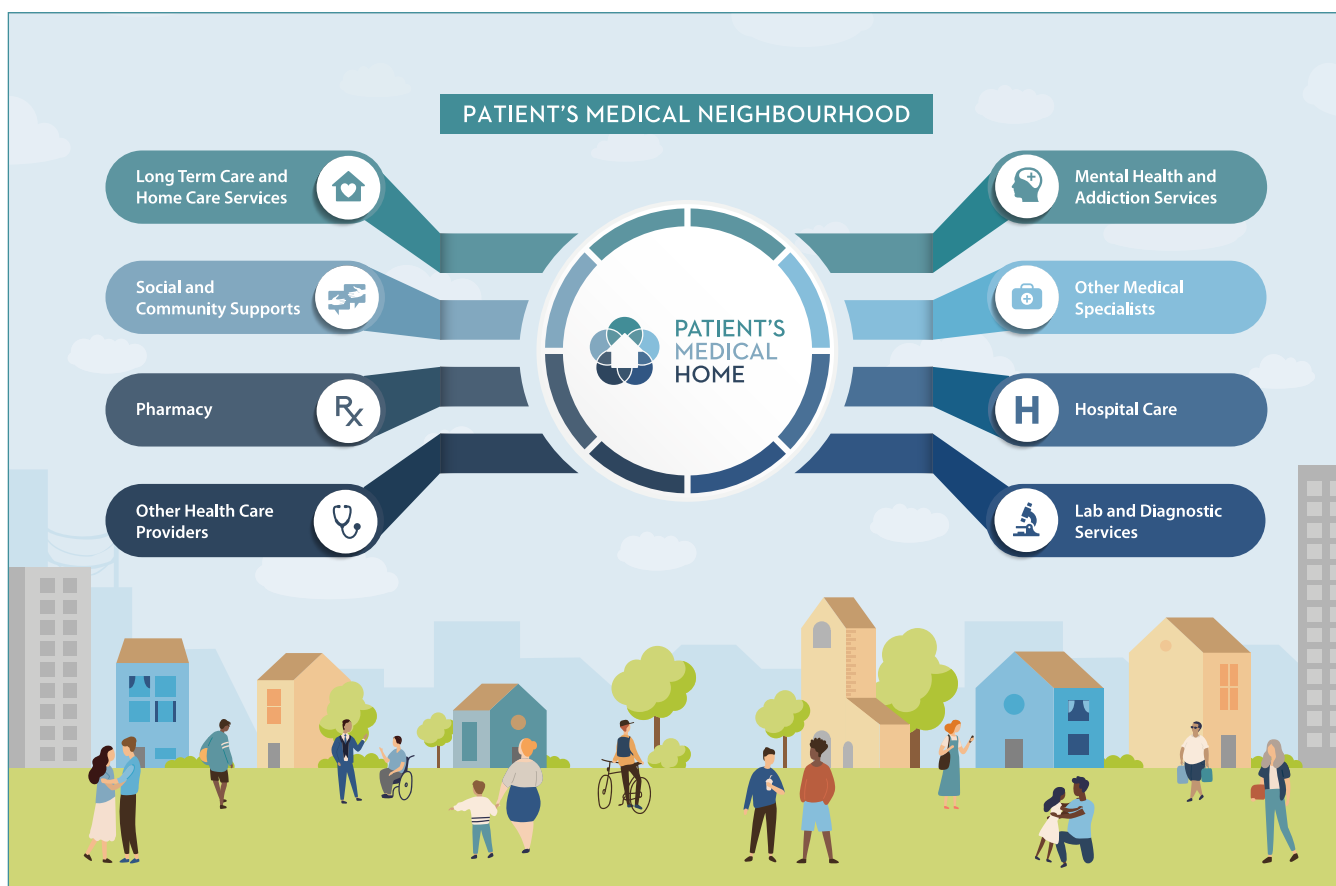 PATIENT'S MEDICAL NEIGHBOURHOOD
Long Term Care and
Home Care Services
Social and
Community Supports
Pharmacy
Rx
Other Health Care
Providers
PATIENT'S
MEDICAL
HOME
Mental Health and
Addiction Services
Other Medical
Specialists
H
Hospital Care
Lab and Diagnostic
Services